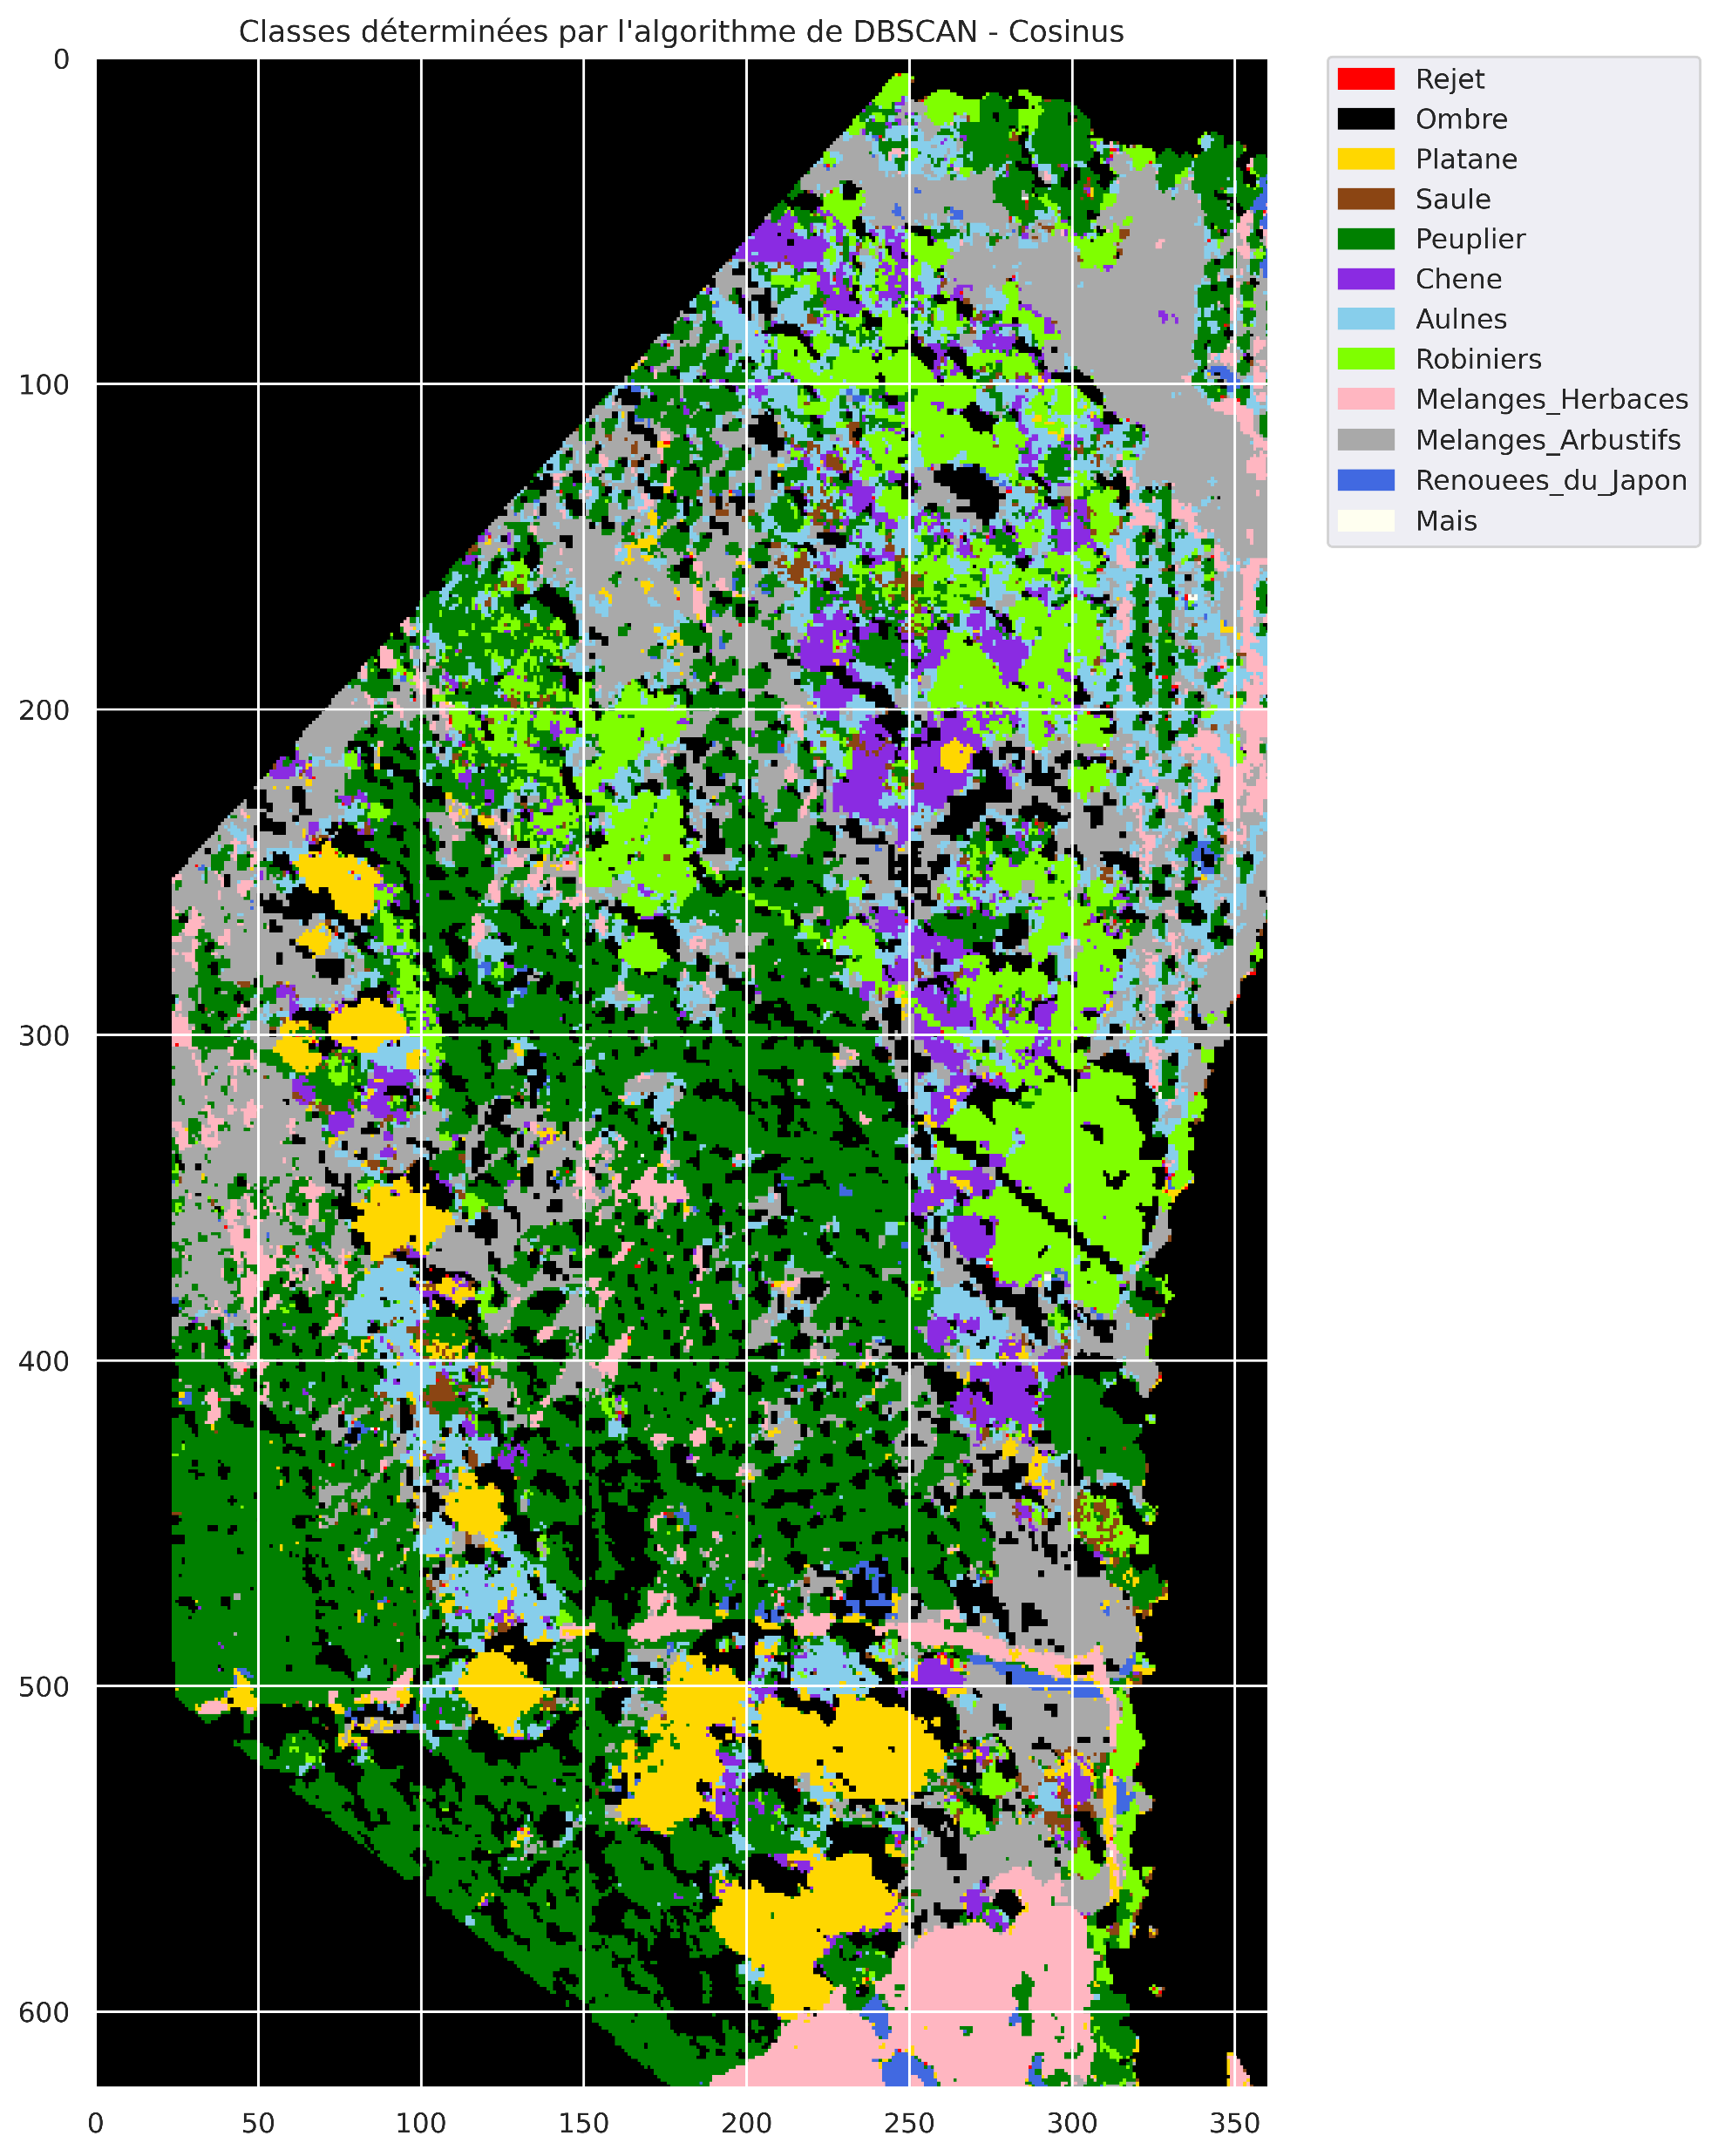 Classes déterminées par l'algorithme de DBSCAN - Cosinus
0
100
200
300
400
500
600
0 50 100 150 200 250 300 350
Rejet
Ombre
Platane
Saule
Peuplier
Chene
Aulnes
Robiniers
Melanges_Herbaces
Melanges_Arbustifs
Renouees_du_Japon
Mais